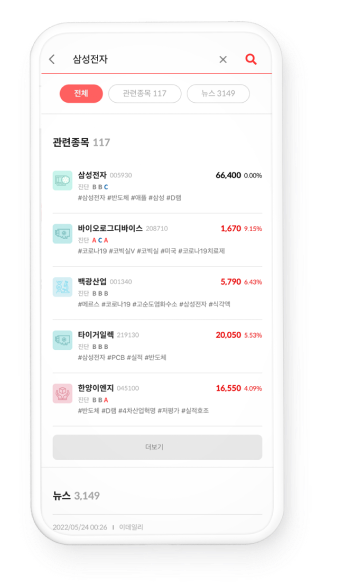 삼성전자
전체 관련종목 117 뉴스 3149
관련종목 117
삼성전자 005930 66,400 0.00%
진단 B B C
#삼성전자 #반도체 #애플 #삼성 #D램
바이오로그디바이스 208710 1,670 9.15%
진단 A C A
#코로나19 #코빅실V #코빅실 #미국 #코로나19치료제
백광산업 001340 5,790 6.43%
진단 B B B
#메르스 #코로나19 #고순도염화수소 #삼성전자 #식각액
타이거일렉 219130 20,050 5.53%
진단 B B B
#삼성전자 #PCB #실적 #반도체
한양이엔지 045100 16,550 4.09%
진단 B B A
#반도체 #D램 #4차산업혁명 #저평가 #실적호조
더보기
뉴스 3,149
2022/05/24 00:26 | 이데일리